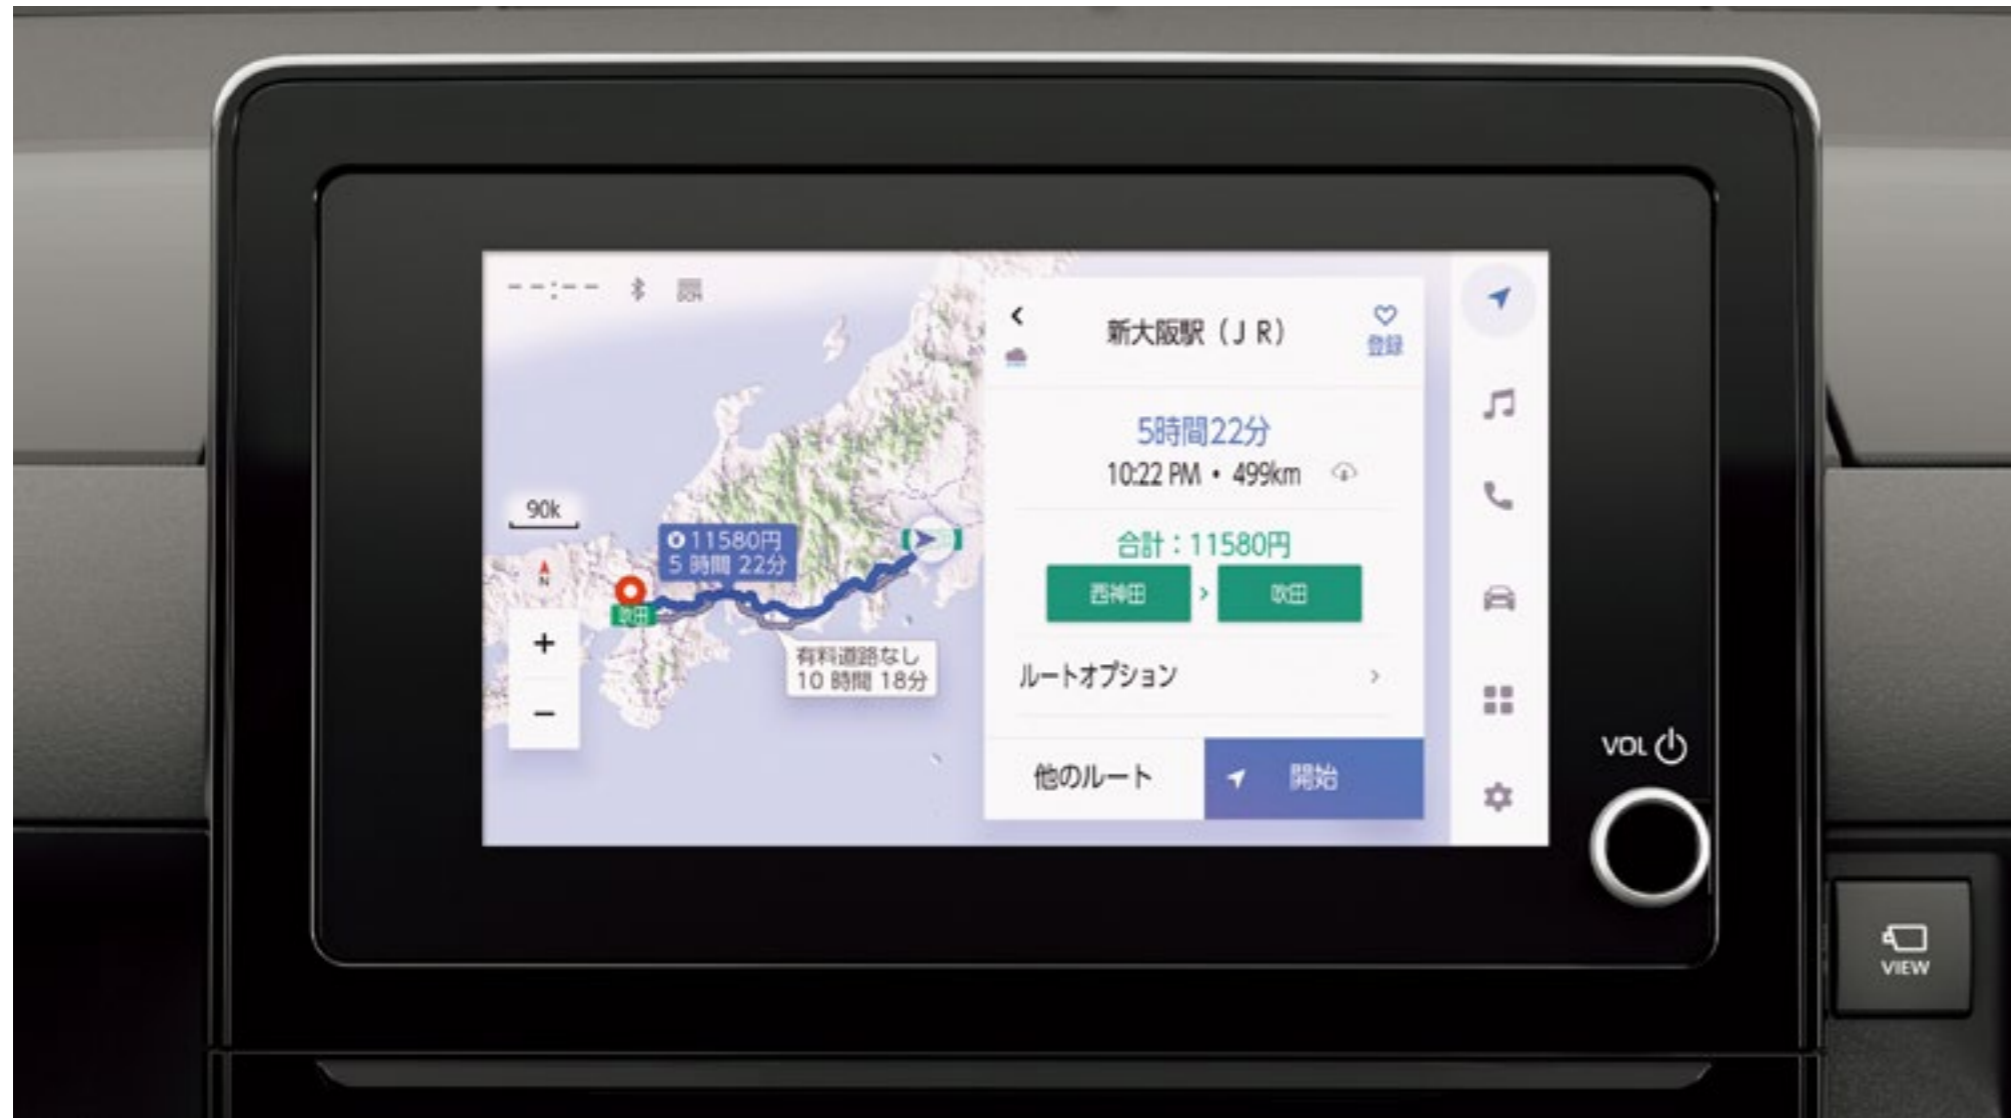 --:--
DCM
90k
N
+
−
11580円
5 時間 22分
吹田
有料道路なし
10 時間 18分
新大阪駅（ＪＲ）
登録
5時間22分
10:22 PM • 499km
合計：11580円
西神田 > 吹田
ルートオプション
他のルート
開始
VOL
VIEW